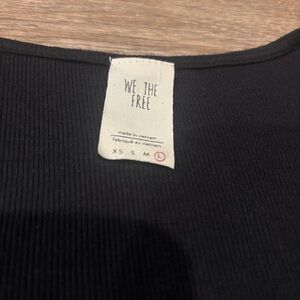 WE THE
FREE
made in vietnam
fabriqué au vietnam
XS S M L